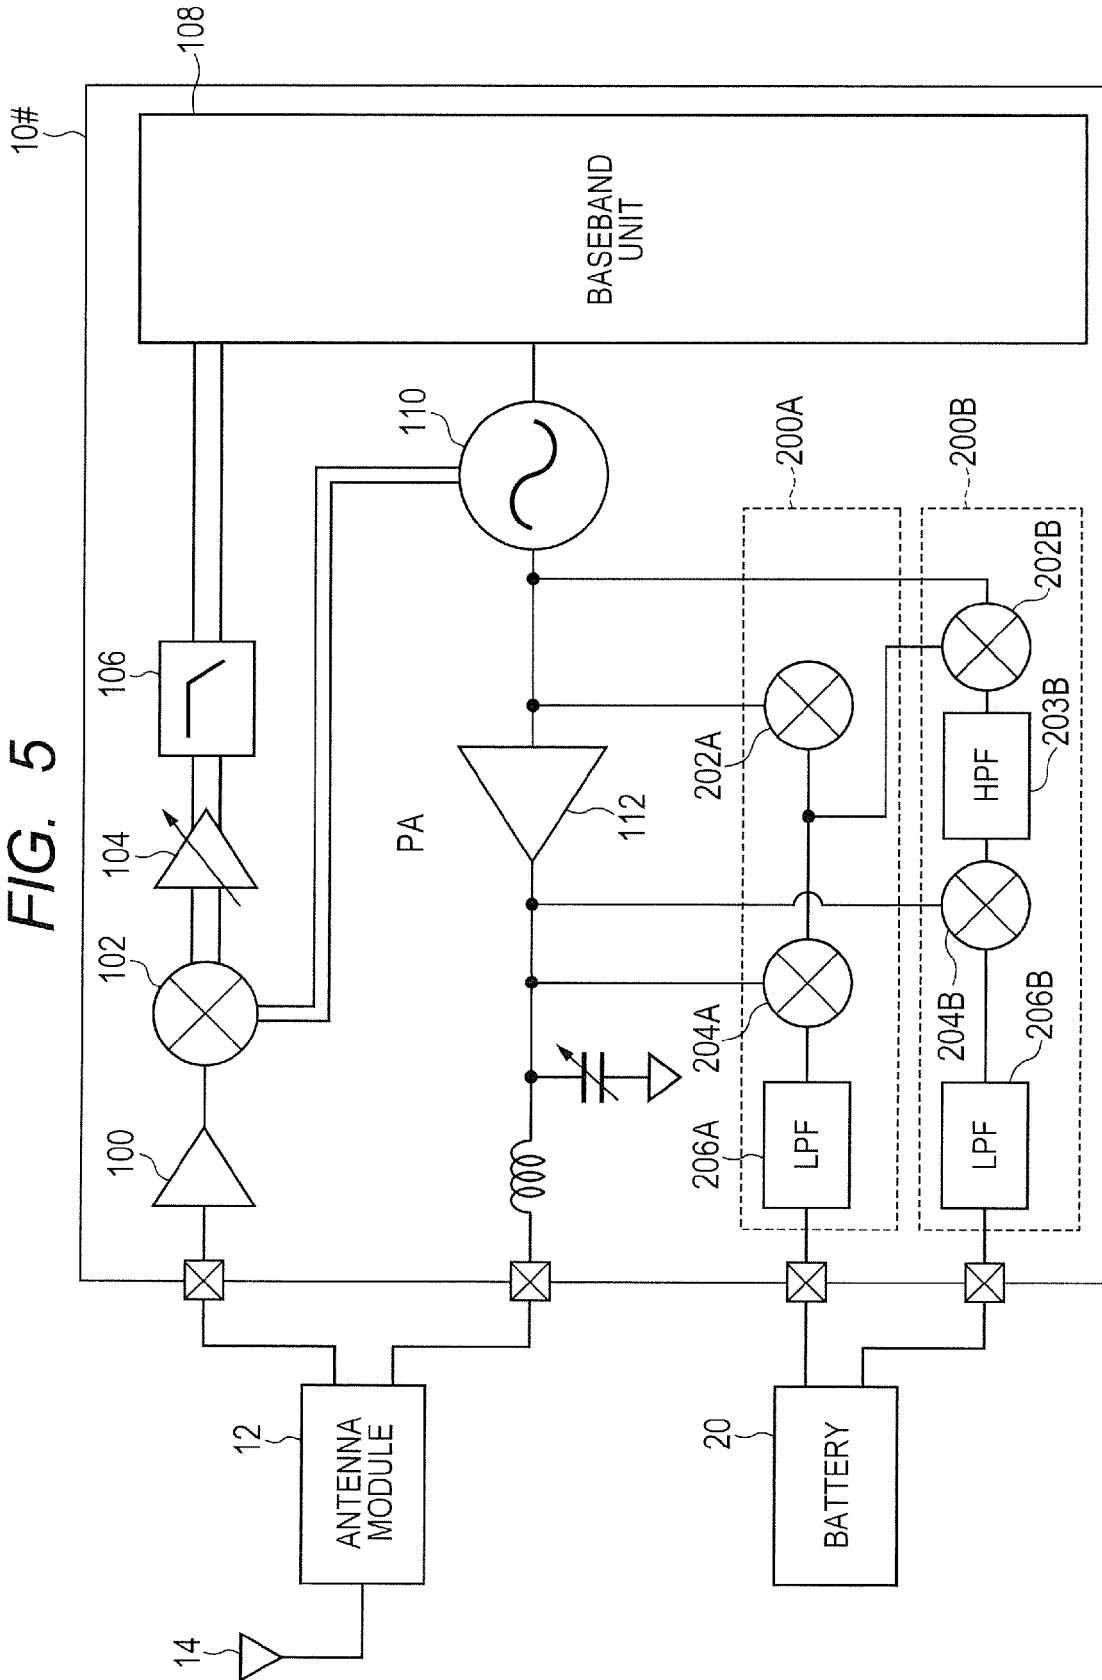 FIG. 5
10#
108
BASEBAND
UNIT
106
104
102
100
110
PA
112
12
ANTENNA
MODULE
14
200A
202A
204A
206A
LPF
200B
202B
203B
HPF
204B
206B
LPF
20
BATTERY